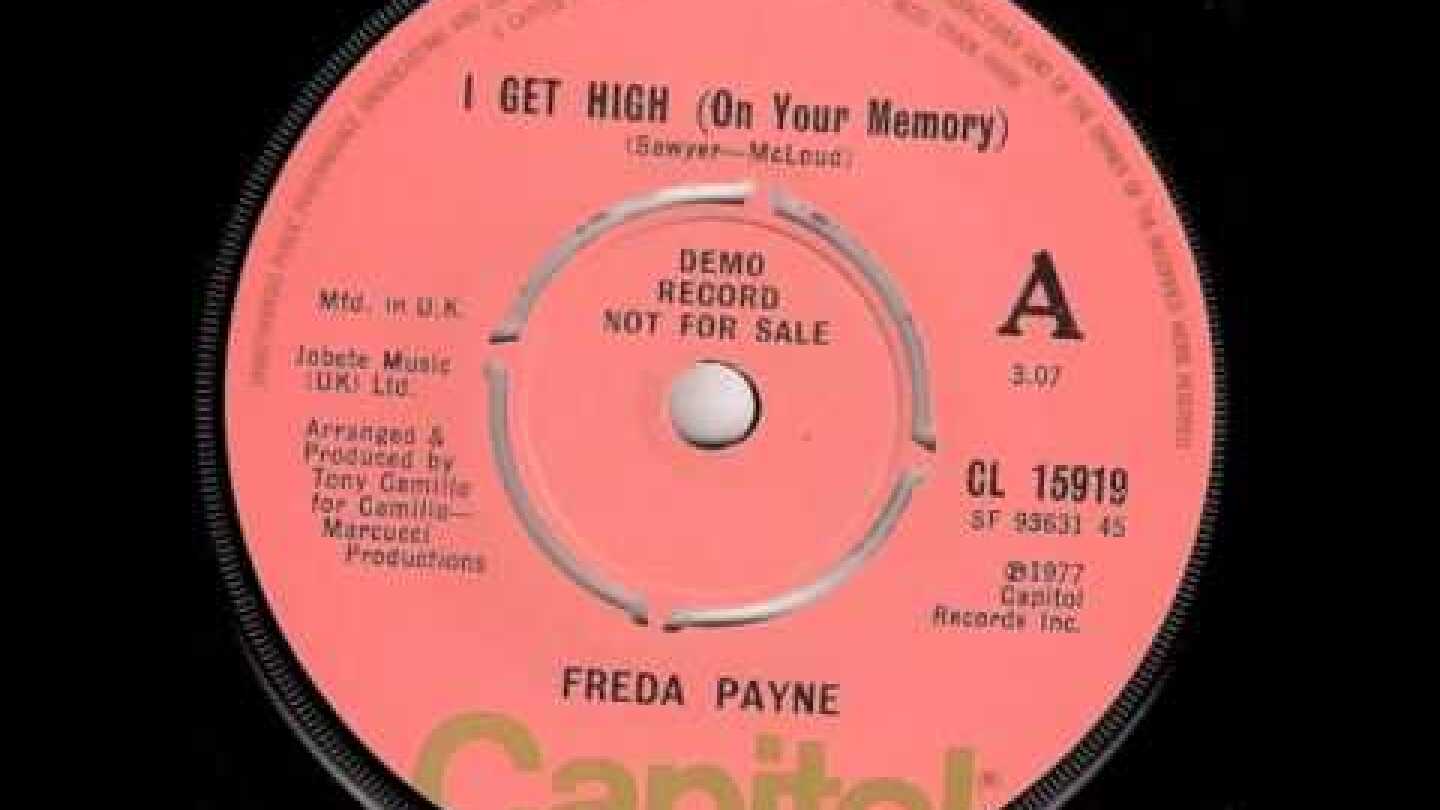 I GET HIGH (On Your Memory)
(Sawyer—McLoud)
DEMO
RECORD
NOT FOR SALE
A
3.07
Mfd. in U.K.
Jobete Music
(UK) Ltd.
Arranged &
Produced by
Tony Camillo
for Camillo—
Marcucci
Productions
CL 15919
SF 93631 45
℗1977
Capitol
Records Inc.
FREDA PAYNE
Capitol®